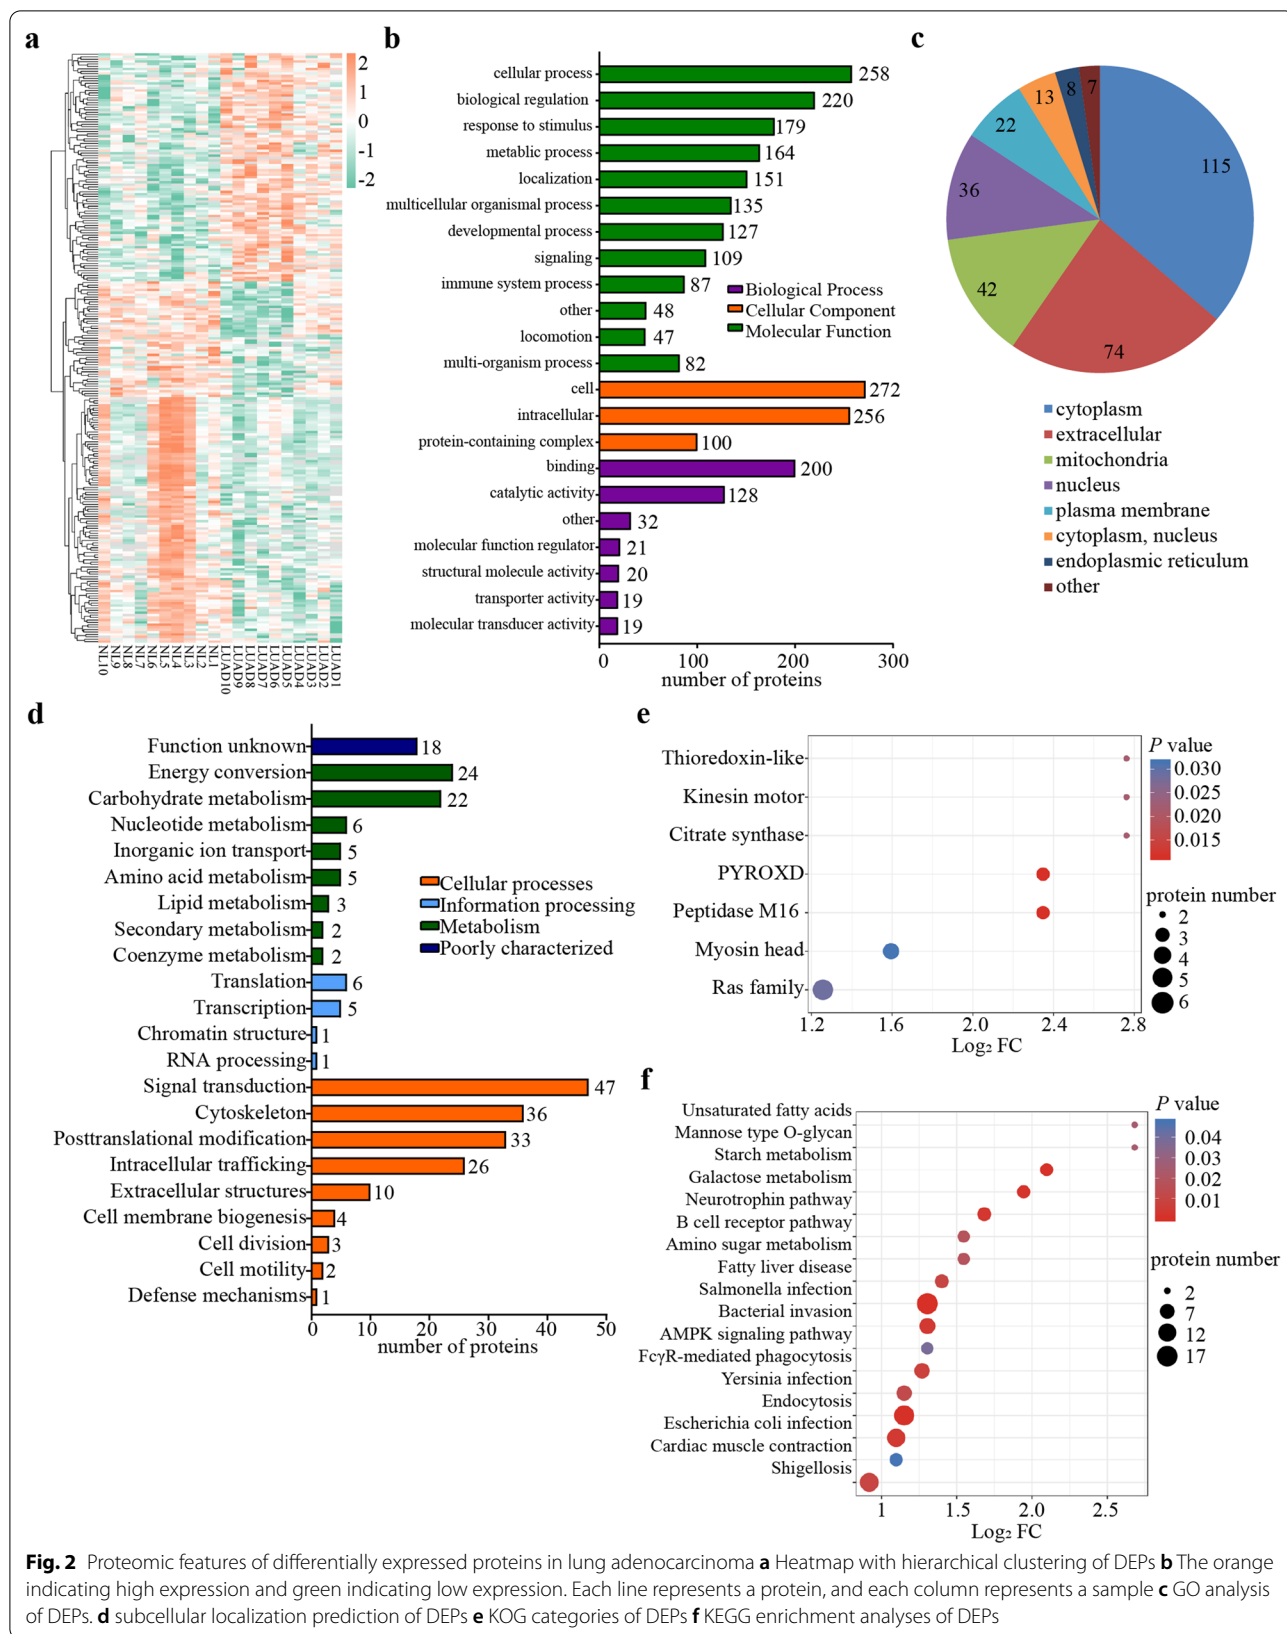 a
2
1
0
-1
-2
NL10
NL9
NL8
NL7
NL6
NL5
NL4
NL3
NL2
NL1
LUAD10
LUAD9
LUAD8
LUAD7
LUAD6
LUAD5
LUAD4
LUAD3
LUAD2
LUAD1
b
cellular process 258
biological regulation 220
response to stimulus 179
metablic process 164
localization 151
multicellular organismal process 135
developmental process 127
signaling 109
immune system process 87
other 48
locomotion 47
multi-organism process 82
cell 272
intracellular 256
protein-containing complex 100
binding 200
catalytic activity 128
other 32
molecular function regulator 21
structural molecule activity 20
transporter activity 19
molecular transducer activity 19
Biological Process
Cellular Component
Molecular Function
0 100 200 300
number of proteins
c
115
74
42
36
22
13
8
7
cytoplasm
extracellular
mitochondria
nucleus
plasma membrane
cytoplasm, nucleus
endoplasmic reticulum
other
d
Function unknown 18
Energy conversion 24
Carbohydrate metabolism 22
Nucleotide metabolism 6
Inorganic ion transport 5
Amino acid metabolism 5
Lipid metabolism 3
Secondary metabolism 2
Coenzyme metabolism 2
Translation 6
Transcription 5
Chromatin structure 1
RNA processing 1
Signal transduction 47
Cytoskeleton 36
Posttranslational modification 33
Intracellular trafficking 26
Extracellular structures 10
Cell membrane biogenesis 4
Cell division 3
Cell motility 2
Defense mechanisms 1
Cellular processes
Information processing
Metabolism
Poorly characterized
0 10 20 30 40 50
number of proteins
e
Thioredoxin-like
Kinesin motor
Citrate synthase
PYROXD
Peptidase M16
Myosin head
Ras family
1.2 1.6 2.0 2.4 2.8
Log₂ FC
P value
0.030
0.025
0.020
0.015
protein number
2
3
4
5
6
f
Unsaturated fatty acids
Mannose type O-glycan
Starch metabolism
Galactose metabolism
Neurotrophin pathway
B cell receptor pathway
Amino sugar metabolism
Fatty liver disease
Salmonella infection
Bacterial invasion
AMPK signaling pathway
FcγR-mediated phagocytosis
Yersinia infection
Endocytosis
Escherichia coli infection
Cardiac muscle contraction
Shigellosis
1 1.5 2.0 2.5
Log₂ FC
P value
0.04
0.03
0.02
0.01
protein number
2
7
12
17
Fig. 2 Proteomic features of differentially expressed proteins in lung adenocarcinoma a Heatmap with hierarchical clustering of DEPs b The orange
indicating high expression and green indicating low expression. Each line represents a protein, and each column represents a sample c GO analysis
of DEPs. d subcellular localization prediction of DEPs e KOG categories of DEPs f KEGG enrichment analyses of DEPs